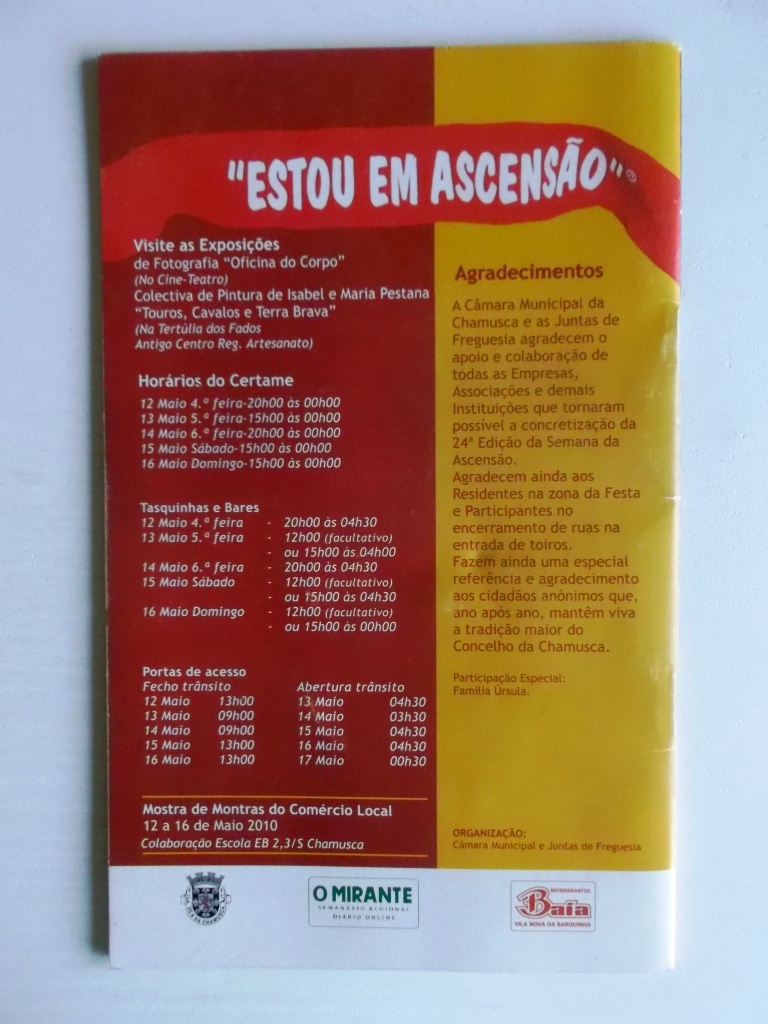 "ESTOU EM ASCENSÃO"®
Visite as Exposições
de Fotografia "Oficina do Corpo"
(No Cine-Teatro)
Colectiva de Pintura de Isabel e Maria Pestana
"Touros, Cavalos e Terra Brava"
(Na Tertúlia dos Fados
Antigo Centro Reg. Artesanato)
Horários do Certame
12 Maio 4.ª feira-20h00 às 00h00
13 Maio 5.ª feira-15h00 às 00h00
14 Maio 6.ª feira-20h00 às 00h00
15 Maio Sábado-15h00 às 00h00
16 Maio Domingo-15h00 às 00h00
Tasquinhas e Bares
12 Maio 4.ª feira - 20h00 às 04h30
13 Maio 5.ª feira - 12h00 (facultativo)
- ou 15h00 às 04h00
14 Maio 6.ª feira - 20h00 às 04h30
15 Maio Sábado - 12h00 (facultativo)
- ou 15h00 às 04h30
16 Maio Domingo - 12h00 (facultativo)
- ou 15h00 às 00h00
Portas de acesso
Fecho trânsito Abertura trânsito
12 Maio 13h00 13 Maio 04h30
13 Maio 09h00 14 Maio 03h30
14 Maio 09h00 15 Maio 04h30
15 Maio 13h00 16 Maio 04h30
16 Maio 13h00 17 Maio 00h30
Mostra de Montras do Comércio Local
12 a 16 de Maio 2010
Colaboração Escola EB 2,3/S Chamusca
Agradecimentos
A Câmara Municipal da
Chamusca e as Juntas de
Freguesia agradecem o
apoio e colaboração de
todas as Empresas,
Associações e demais
Instituições que tornaram
possível a concretização da
24ª Edição da Semana da
Ascensão.
Agradecem ainda aos
Residentes na zona da Festa
e Participantes no
encerramento de ruas na
entrada de toiros.
Fazem ainda uma especial
referência e agradecimento
aos cidadãos anónimos que,
ano após ano, mantêm viva
a tradição maior do
Concelho da Chamusca.
Participação Especial:
Família Úrsula.
ORGANIZAÇÃO:
Câmara Municipal e Juntas de Freguesia
VILA DA CHAMUSCA
O MIRANTE
SEMANÁRIO REGIONAL
DIÁRIO ONLINE
REFRIGERANTES
Baía
VILA NOVA DA BARQUINHA